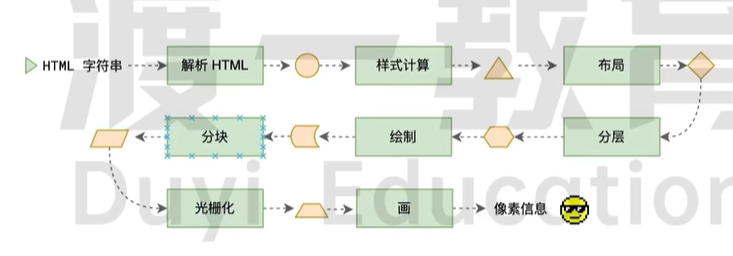 渡一教育
HTML 字符串
解析 HTML
样式计算
布局
分层
绘制
分块
光栅化
画
像素信息
Duyi Education